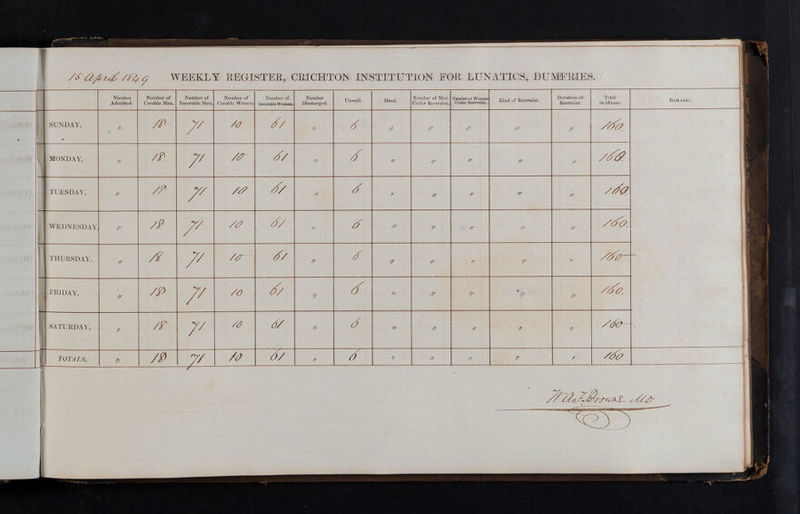 15 April 1849 WEEKLY REGISTER, CRICHTON INSTITUTION FOR LUNATICS, DUMFRIES.
Number Admitted. Number of Curable Men. Number of Incurable Men. Number of Curable Women. Number of Incurable Women. Number Discharged. Unwell. Died. Number of Men Under Restraint. Number of Women Under Restraint. Kind of Restraint. Duration of Restraint. Total in House. REMARKS.
SUNDAY, " 18 71 10 61 " 6 " " " " " 160
MONDAY, " 18 71 10 61 " 6 " " " " " 160
TUESDAY, " 18 71 10 61 " 6 " " " " " 160
WEDNESDAY, " 18 71 10 61 " 6 " " " " " 160.
THURSDAY, " 18 71 10 61 " 6 " " " " " 160
FRIDAY, " 18 71 10 61 " 6 " " " " " 160.
SATURDAY, " 18 71 10 61 " 6 " " " " " 160
TOTALS, " 18 71 10 61 " 6 " " " " " 160
W A F Browne MD